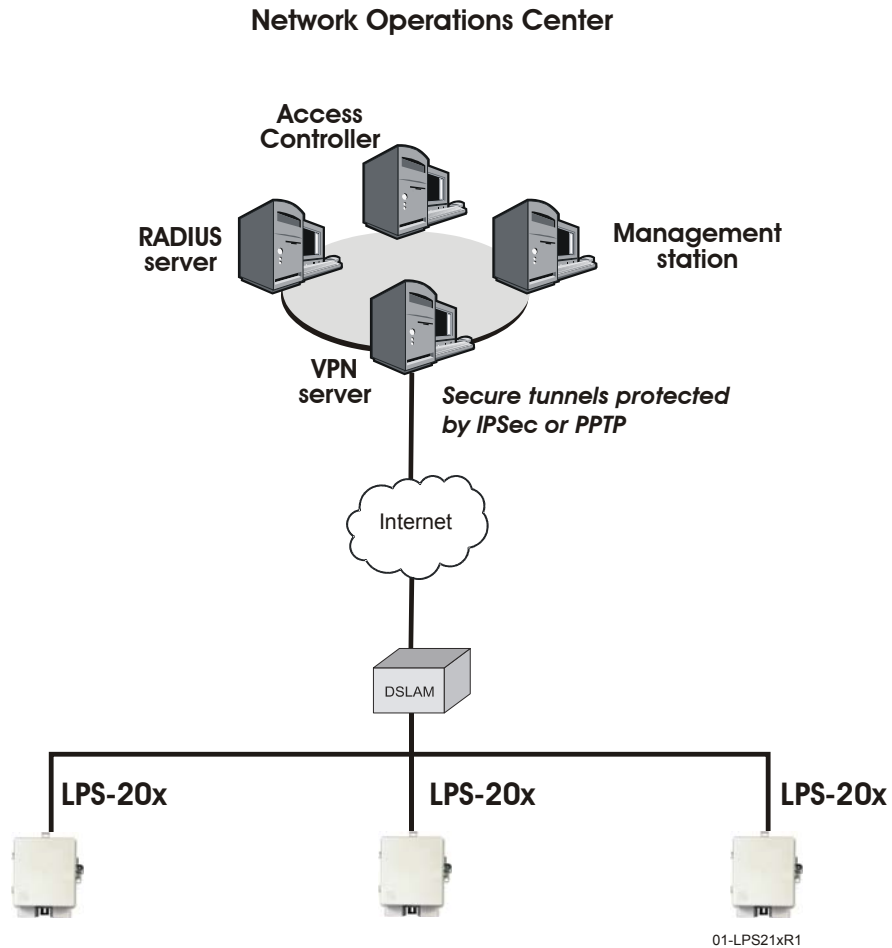 Network Operations Center
Access
Controller
RADIUS
server
Management
station
VPN
server
Secure tunnels protected
by IPSec or PPTP
Internet
DSLAM
LPS-20x
LPS-20x
LPS-20x
01-LPS21xR1